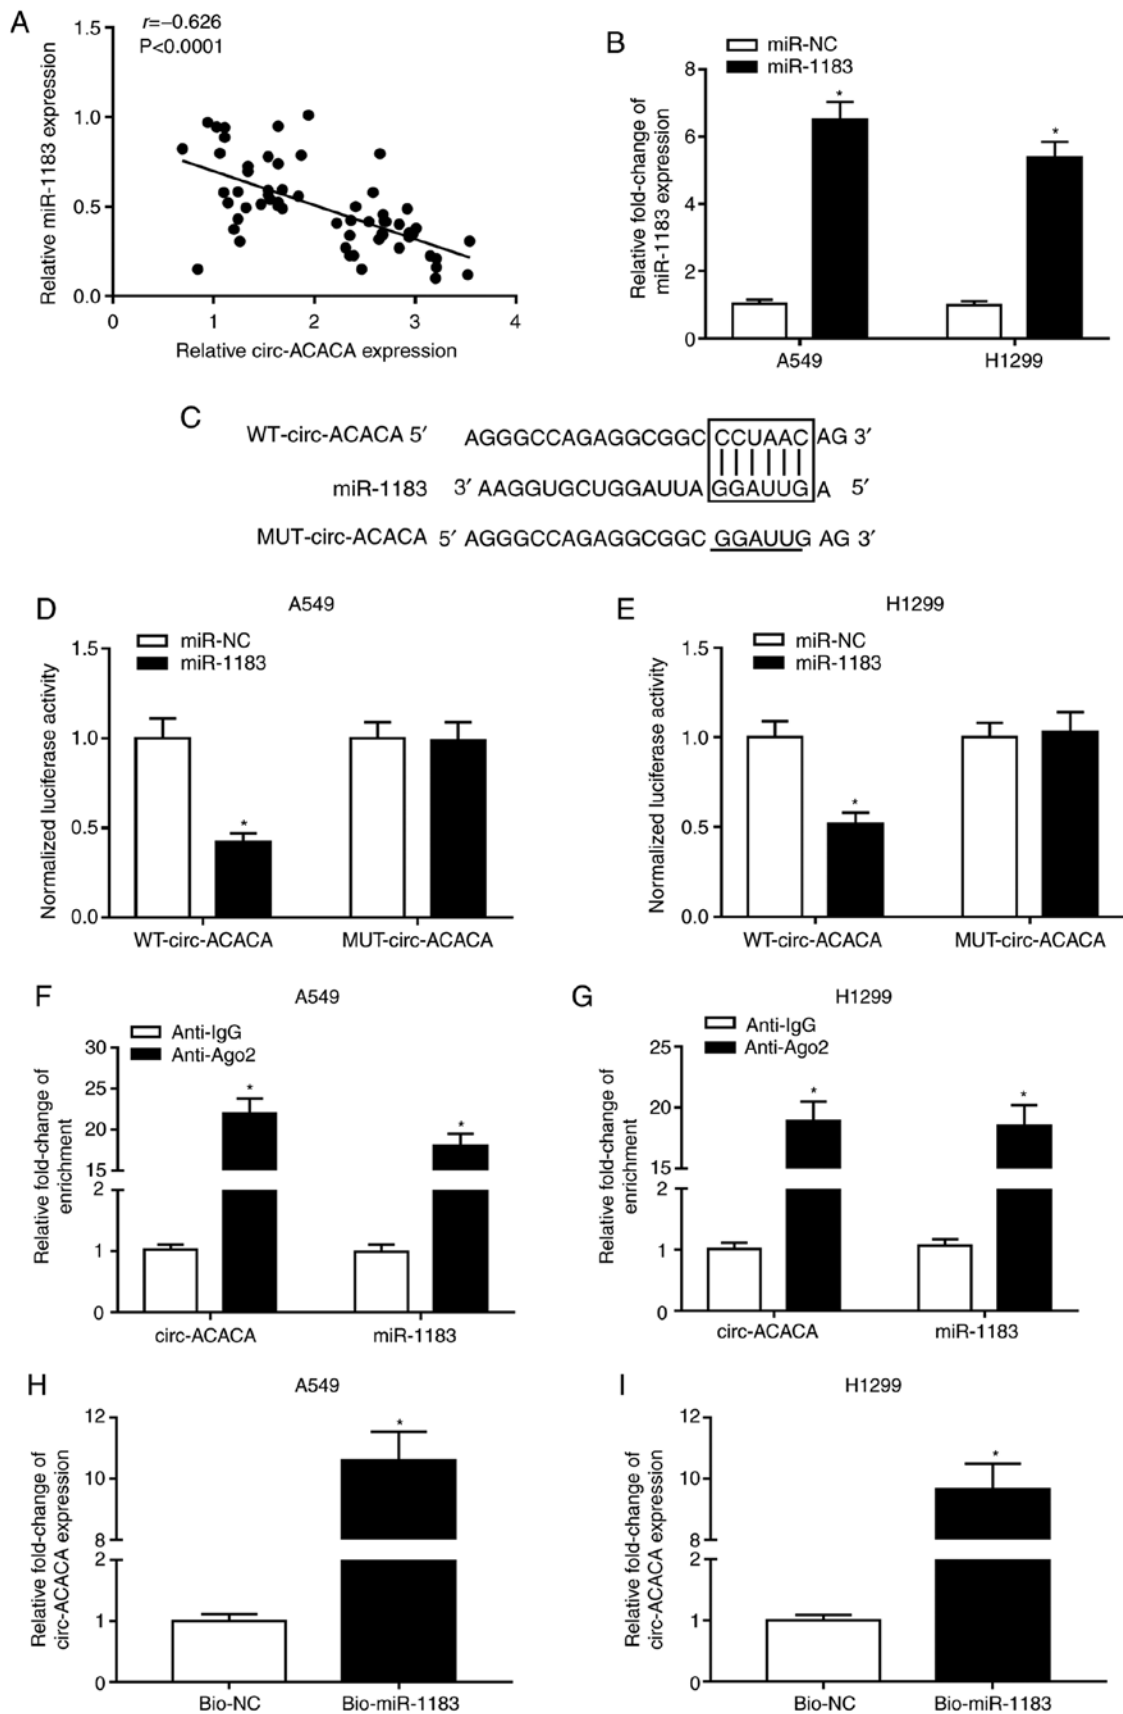 A
r=−0.626
P<0.0001
Relative miR-1183 expression
1.5
1.0
0.5
0.0
0 1 2 3 4
Relative circ-ACACA expression
B
miR-NC
miR-1183
Relative fold-change of
miR-1183 expression
8
6
4
2
0
*
*
A549 H1299
C
WT-circ-ACACA 5′ AGGGCCAGAGGCGGC CCUAAC AG 3′
miR-1183 3′ AAGGUGCUGGAUUA GGAUUG A 5′
MUT-circ-ACACA 5′ AGGGCCAGAGGCGGC GGAUUG AG 3′
D
A549
miR-NC
miR-1183
Normalized luciferase activity
1.5
1.0
0.5
0.0
*
WT-circ-ACACA MUT-circ-ACACA
E
H1299
miR-NC
miR-1183
Normalized luciferase activity
1.5
1.0
0.5
0.0
*
WT-circ-ACACA MUT-circ-ACACA
F
A549
Anti-IgG
Anti-Ago2
Relative fold-change of
enrichment
30
25
20
15
2
1
0
*
*
circ-ACACA miR-1183
G
H1299
Anti-IgG
Anti-Ago2
Relative fold-change of
enrichment
25
20
15
2
1
0
*
*
circ-ACACA miR-1183
H
A549
Relative fold-change of
circ-ACACA expression
12
10
8
2
1
0
*
Bio-NC Bio-miR-1183
I
H1299
Relative fold-change of
circ-ACACA expression
12
10
8
2
1
0
*
Bio-NC Bio-miR-1183